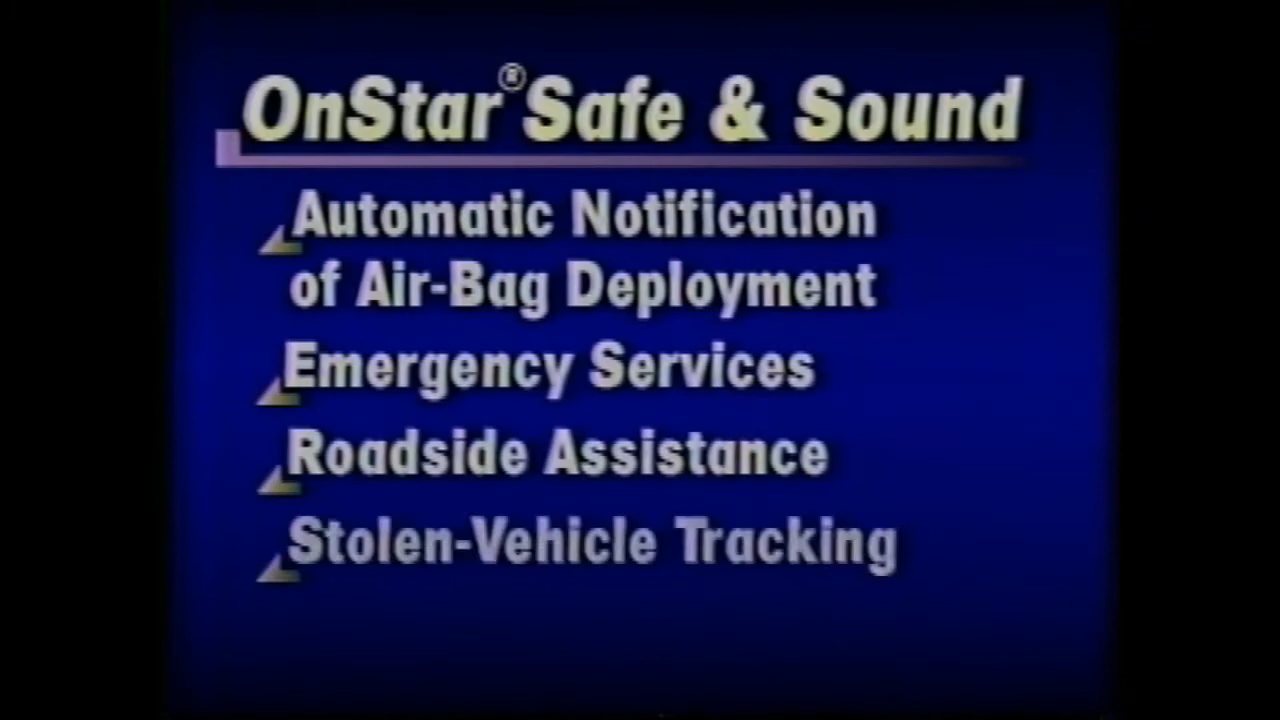 OnStar® Safe & Sound
Automatic Notification
of Air-Bag Deployment
Emergency Services
Roadside Assistance
Stolen-Vehicle Tracking